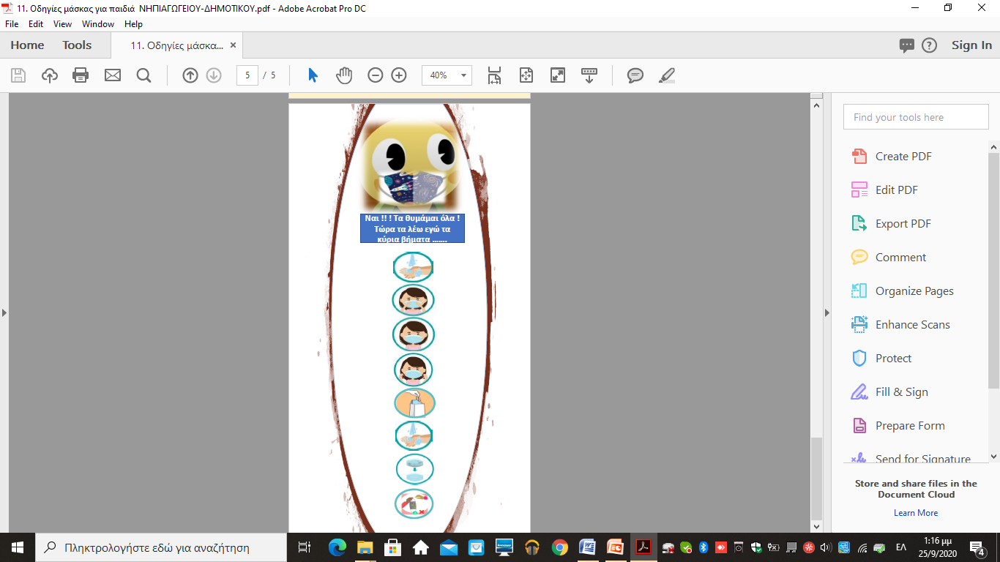 11. Οδηγίες μάσκας για παιδιά  ΝΗΠΙΑΓΩΓΕΙΟΥ-ΔΗΜΟΤΙΚΟΥ.pdf - Adobe Acrobat Pro DC
File Edit View Window Help
Home Tools 11. Οδηγίες μάσκα... × Sign In
5 / 5 40%
Find your tools here
Ναι !! ! Τα θυμάμαι όλα !
Τώρα τα λέω εγώ τα
κύρια βήματα .......
Create PDF
Edit PDF
Export PDF
Comment
Organize Pages
Enhance Scans
Protect
Fill & Sign
Prepare Form
Send for Signature
Store and share files in the
Document Cloud
Learn More
Πληκτρολογήστε εδώ για αναζήτηση
ΕΛ
1:16 μμ
25/9/2020
4